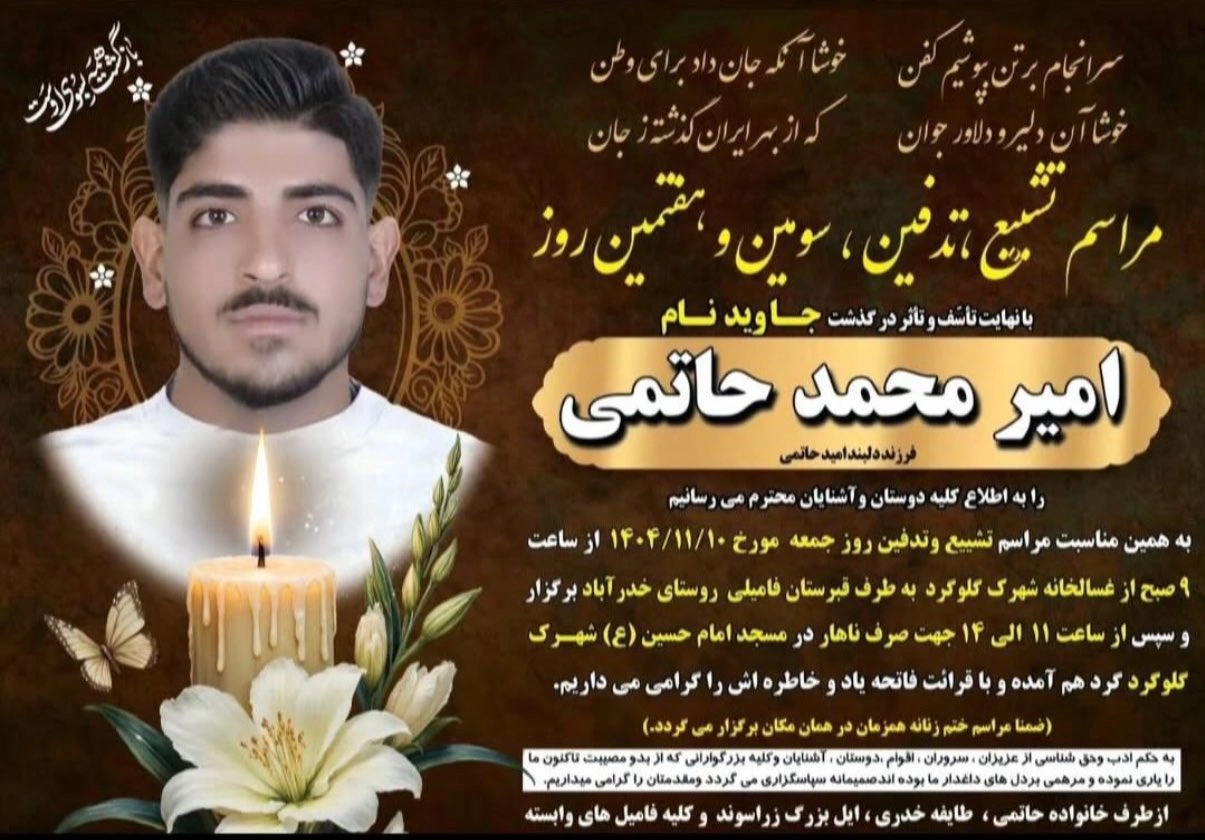 بازگشت همه بسوی اوست
سرانجام بر تن بپوشیم کفن خوشا آنکه جان داد برای وطن
خوشا آن دلیر و دلاور جوان که از بهر ایران گذشته ز جان
مراسم تشییع ،تدفین ، سومین و هفتمین روز
با نهایت تأسّف و تأثر در گذشت جاوید نام
امیر محمد حاتمی
فرزند دلبند امید حاتمی
را به اطلاع کلیه دوستان وآشنایان محترم می رسانیم
به همین مناسبت مراسم تشییع وتدفین روز جمعه مورخ ۱۴۰۴/۱۱/۱۰ از ساعت
۹ صبح از غسالخانه شهرک گلوگرد به طرف قبرستان فامیلی روستای خدرآباد برگزار
و سپس از ساعت ۱۱ الی ۱۴ جهت صرف ناهار در مسجد امام حسین (ع) شهرک
گلوگرد گرد هم آمده و با قرائت فاتحه یاد و خاطره اش را گرامی می داریم.
(ضمنا مراسم ختم زنانه همزمان در همان مکان برگزار می گردد.)
به حکم ادب وحق شناسی از عزیزان ، سروران ، اقوام ،دوستان ، آشنایان وکلیه بزرگوارانی که از بدو مصیبت تاکنون ما
را یاری نموده و مرهمی بردل های داغدار ما بوده اندصمیمانه سپاسگزاری می گردد ومقدمتان را گرامی میداریم.
ازطرف خانواده حاتمی ، طایفه خدری ، ایل بزرگ زراسوند و کلیه فامیل های وابسته